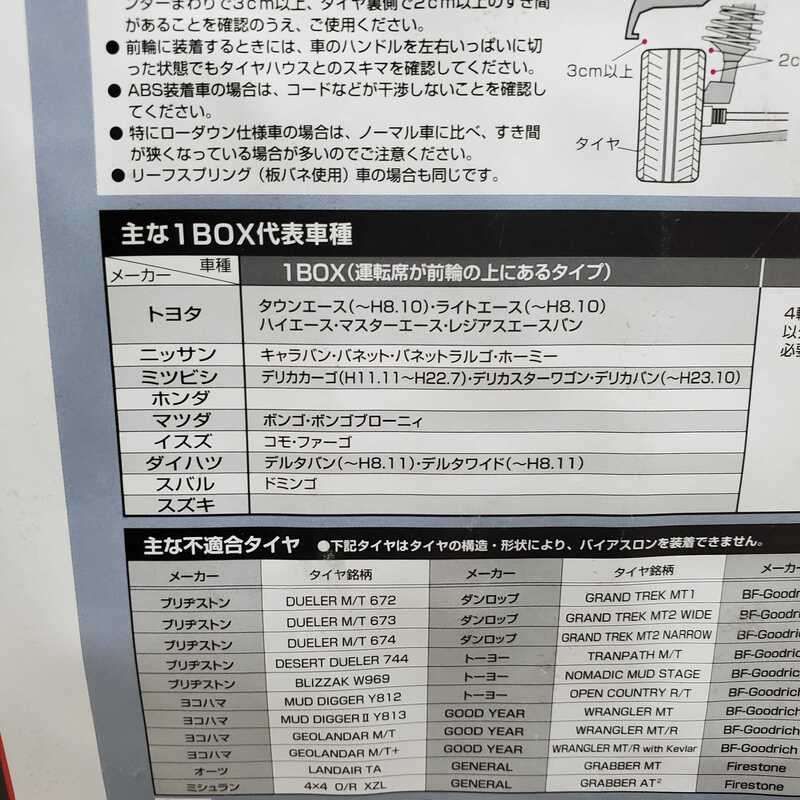 ンダーまわりで3cm以上、タイヤ裏側で2cm以上のすき間
があることを確認のうえ、ご使用ください。
●前輪に装着するときには、車のハンドルを左右いっぱいに切
った状態でもタイヤハウスとのスキマを確認してください。
●ABS装着車の場合は、コードなどが干渉しないことを確認し
てください。
●特にローダウン仕様車の場合は、ノーマル車に比べ、すき間
が狭くなっている場合が多いのでご注意ください。
●リーフスプリング(板バネ使用)車の場合も同じです。
3cm以上
2c
タイヤ
主な1BOX代表車種
車種
メーカー
1BOX(運転席が前輪の上にあるタイプ)
トヨタ
タウンエース(〜H8.10)・ライトエース(〜H8.10)
ハイエース・マスターエース・レジアスエースバン
ニッサン
キャラバン・バネット・バネットラルゴ・ホーミー
ミツビシ
デリカカーゴ(H11.11〜H22.7)・デリカスターワゴン・デリカバン(〜H23.10)
ホンダ
マツダ
ボンゴ・ボンゴブローニィ
イスズ
コモ・ファーゴ
ダイハツ
デルタバン(〜H8.11)・デルタワイド(〜H8.11)
スバル
ドミンゴ
スズキ
主な不適合タイヤ ●下記タイヤはタイヤの構造・形状により、バイアスロンを装着できません。
メーカー タイヤ銘柄 メーカー タイヤ銘柄 メーカ
ブリヂストン DUELER M/T 672 ダンロップ GRAND TREK MT1 BF-Goodri
ブリヂストン DUELER M/T 673 ダンロップ GRAND TREK MT2 WIDE BF-Goodri
ブリヂストン DUELER M/T 674 ダンロップ GRAND TREK MT2 NARROW BF-Goodrich
ブリヂストン DESERT DUELER 744 トーヨー TRANPATH M/T BF-Goodrich
ブリヂストン BLIZZAK W969 トーヨー NOMADIC MUD STAGE BF-Goodrich
ヨコハマ MUD DIGGER Y812 トーヨー OPEN COUNTRY R/T BF-Goodrich
ヨコハマ MUD DIGGER II Y813 GOOD YEAR WRANGLER MT BF-Goodrich
ヨコハマ GEOLANDAR M/T GOOD YEAR WRANGLER MT/R BF-Goodrich
ヨコハマ GEOLANDAR M/T+ GOOD YEAR WRANGLER MT/R with Kevlar BF-Goodrich
オーツ LANDAIR TA GENERAL GRABBER MT Firestone
ミシュラン 4×4 O/R XZL GENERAL GRABBER AT² Firestone